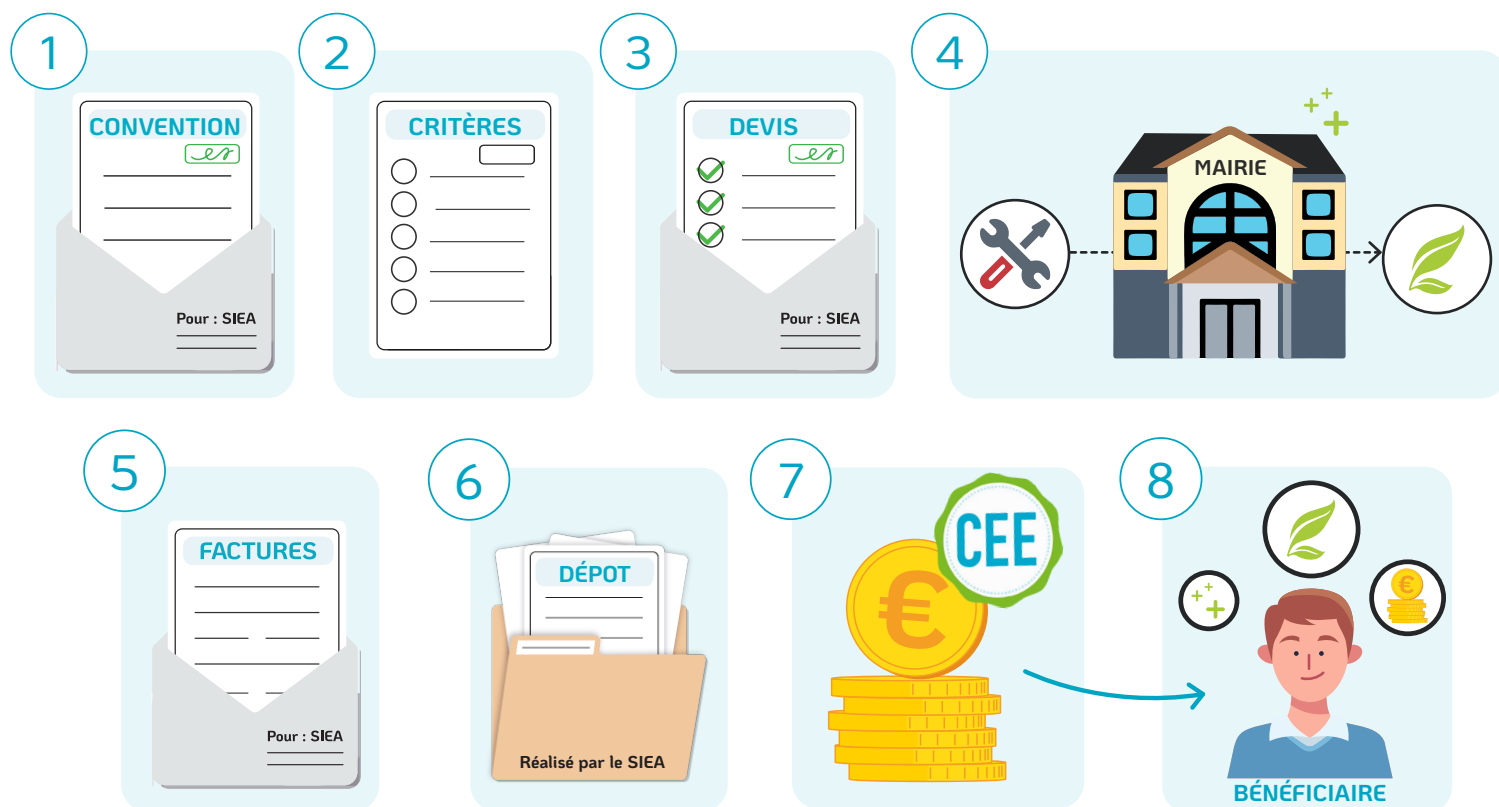 1
CONVENTION
Pour : SIEA
2
CRITÈRES
3
DEVIS
Pour : SIEA
4
MAIRIE
5
FACTURES
Pour : SIEA
6
DÉPOT
Réalisé par le SIEA
7
€
CEE
8
€
BÉNÉFICIAIRE